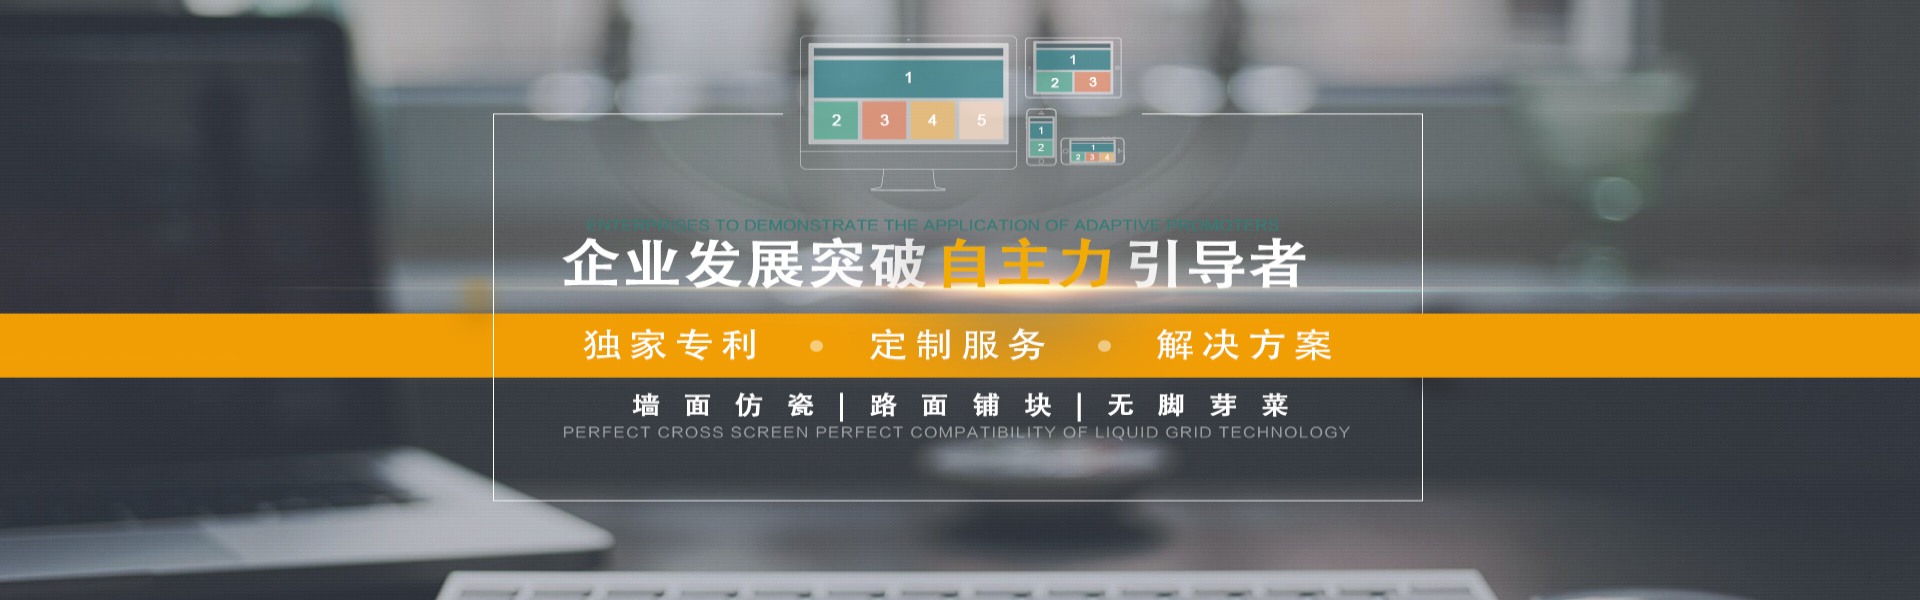 1
2 3 4 5
1
2 3
1
2
1
2 3 4
ENTERPRISES TO DEMONSTRATE THE APPLICATION OF ADAPTIVE PROMOTERS
企业发展突破自主力引导者
独家专利 • 定制服务 • 解决方案
墙面仿瓷|路面铺块|无脚芽菜
PERFECT CROSS SCREEN PERFECT COMPATIBILITY OF LIQUID GRID TECHNOLOGY